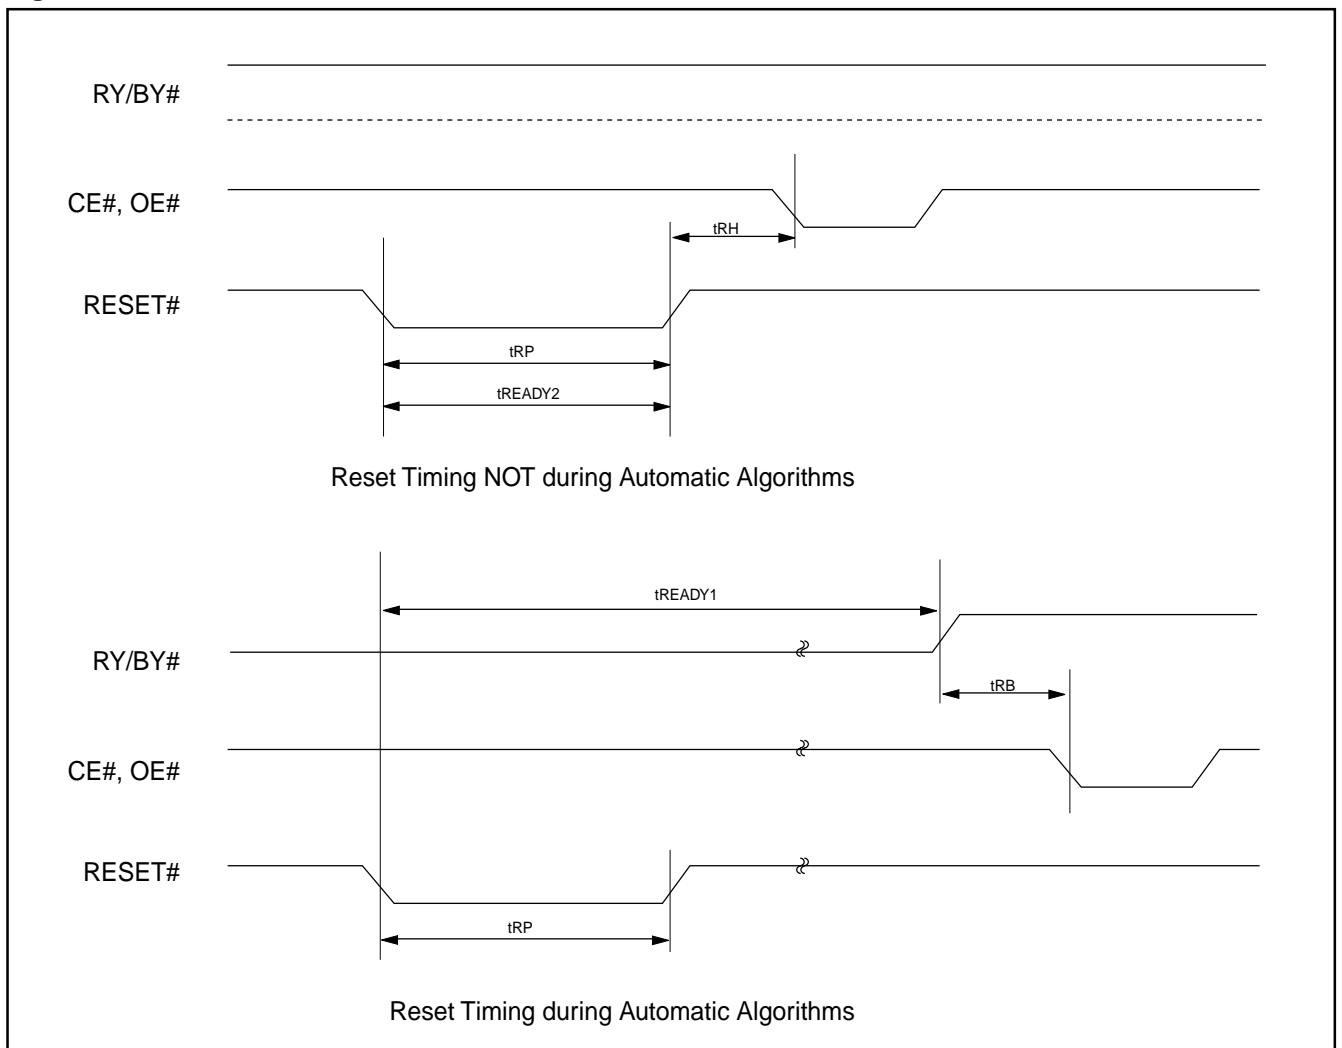 RY/BY#
CE#, OE#
tRH
RESET#
tRP
tREADY2
Reset Timing NOT during Automatic Algorithms
tREADY1
RY/BY#
tRB
CE#, OE#
RESET#
tRP
Reset Timing during Automatic Algorithms